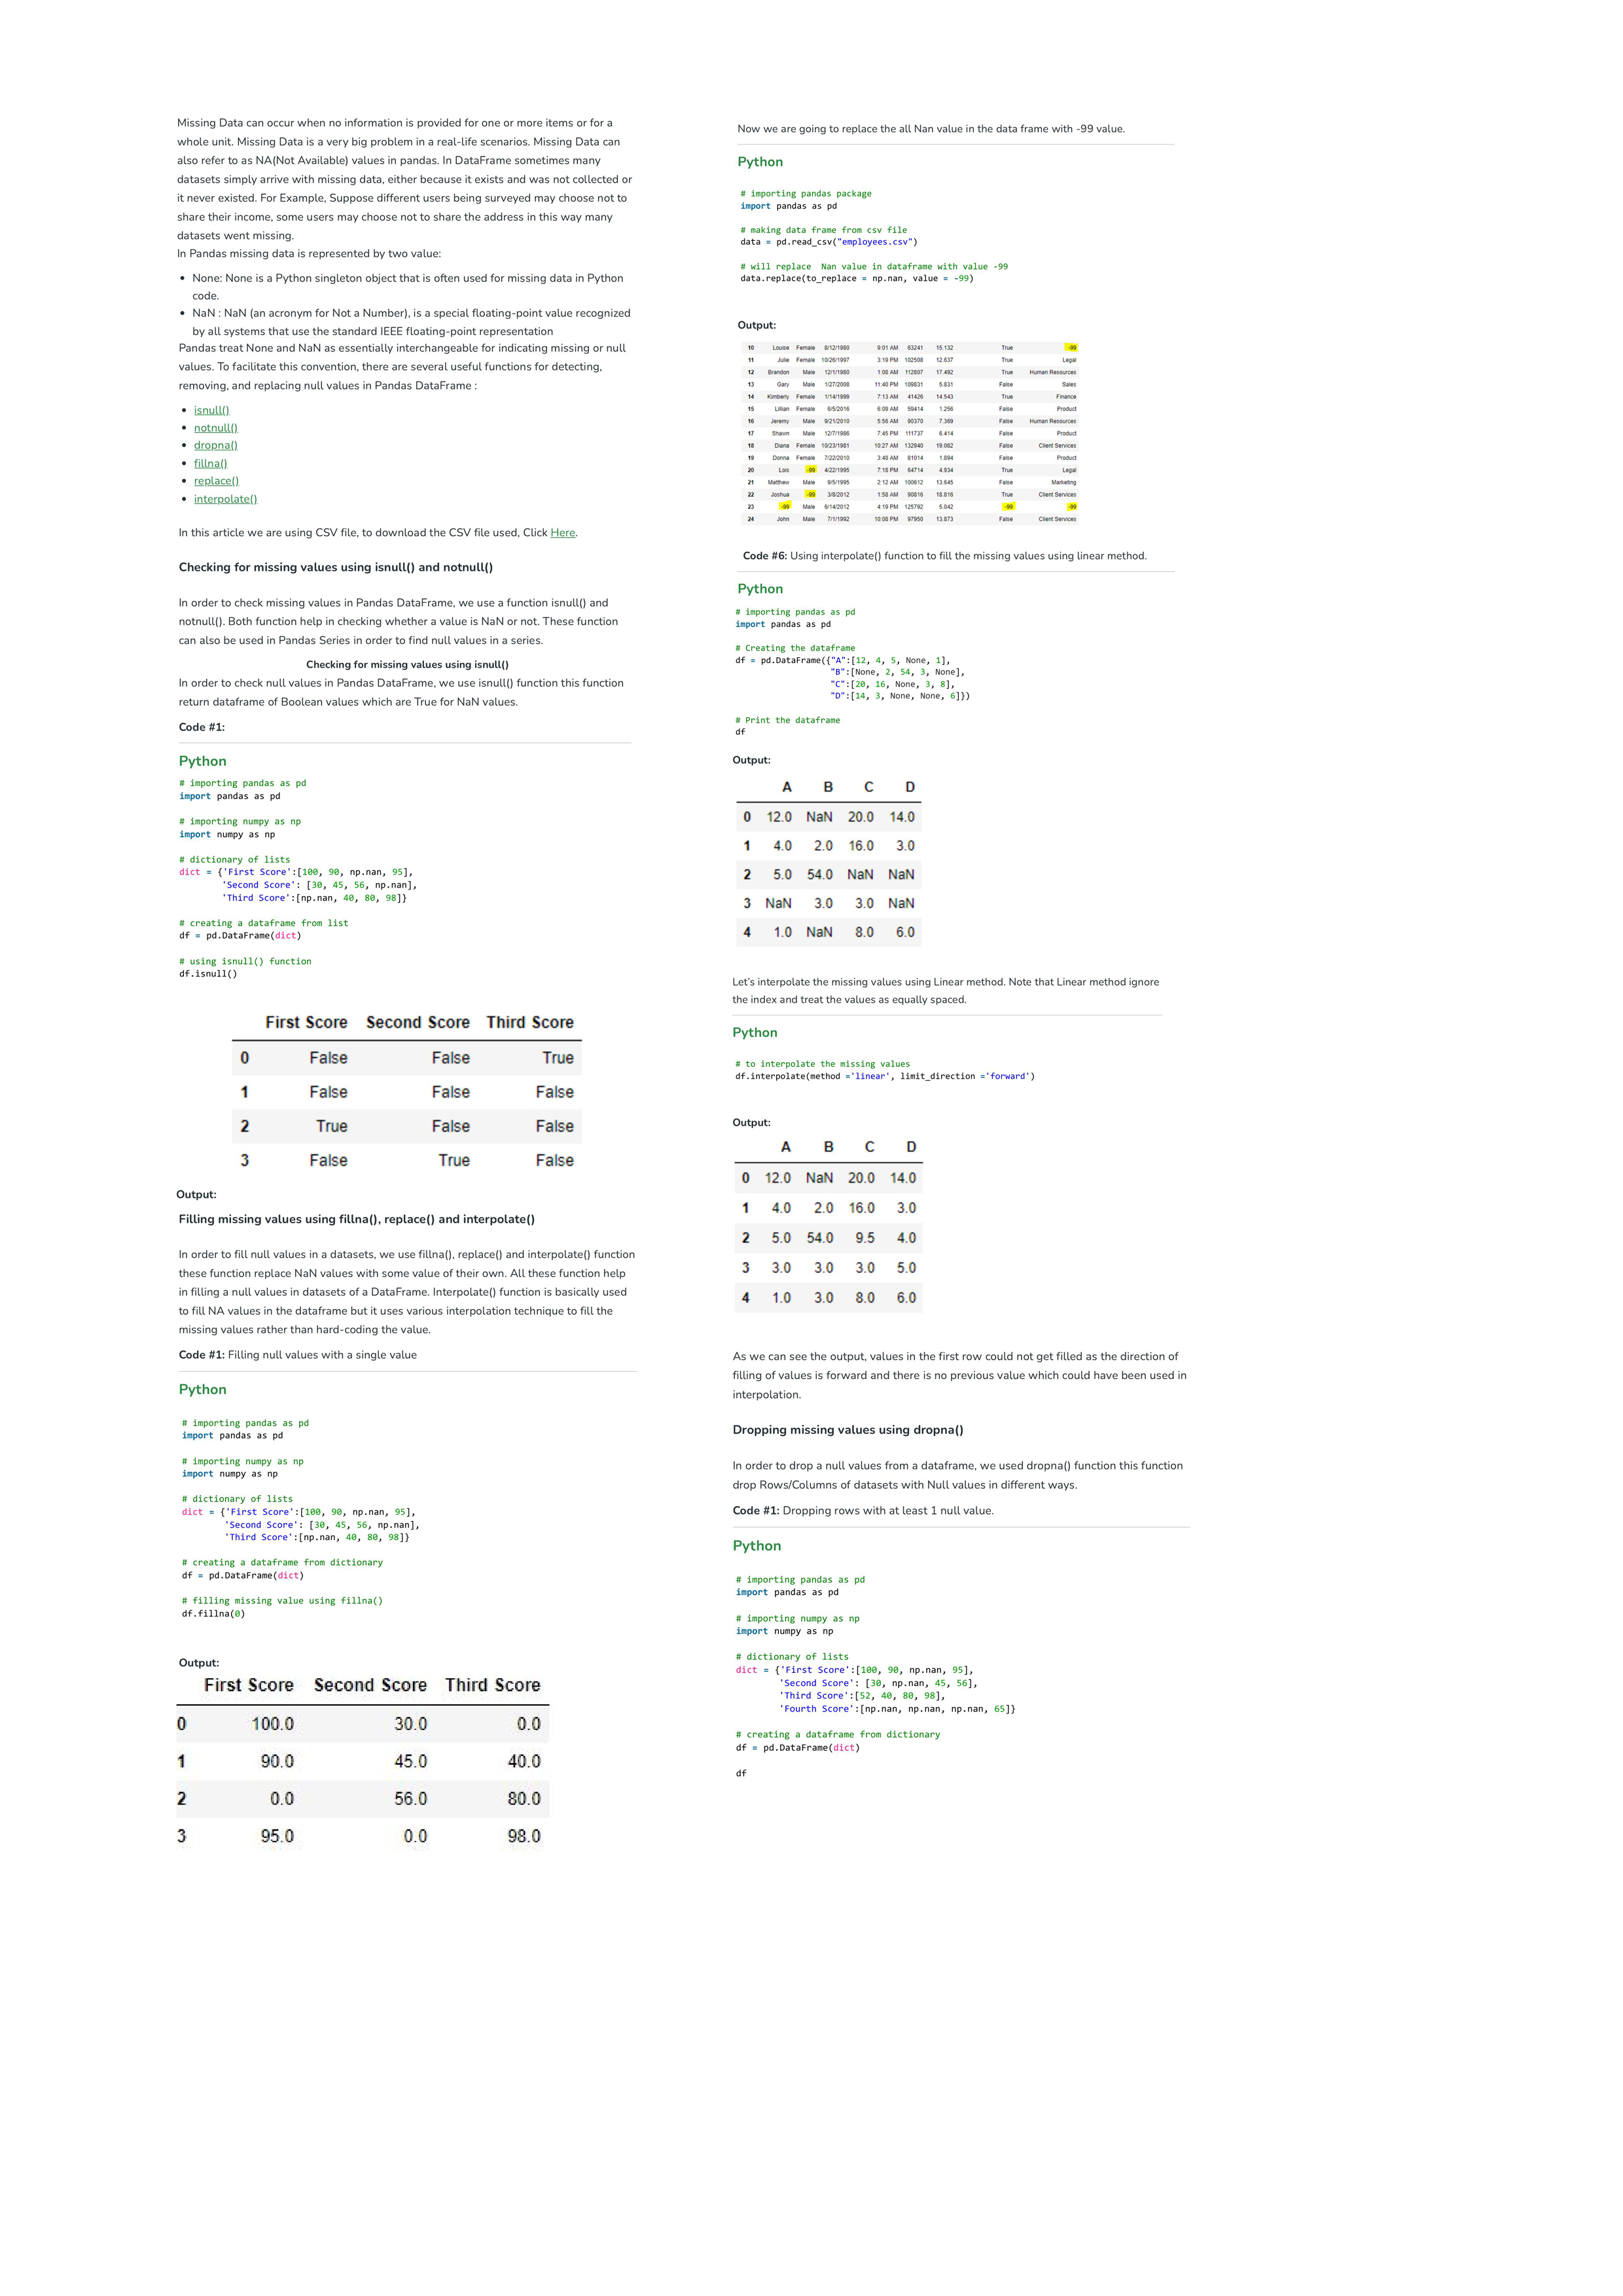 Missing Data can occur when no information is provided for one or more items or for a
whole unit. Missing Data is a very big problem in a real-life scenarios. Missing Data can
also refer to as NA(Not Available) values in pandas. In DataFrame sometimes many
datasets simply arrive with missing data, either because it exists and was not collected or
it never existed. For Example, Suppose different users being surveyed may choose not to
share their income, some users may choose not to share the address in this way many
datasets went missing.
In Pandas missing data is represented by two value:
• None: None is a Python singleton object that is often used for missing data in Python
code.
• NaN : NaN (an acronym for Not a Number), is a special floating-point value recognized
by all systems that use the standard IEEE floating-point representation
Pandas treat None and NaN as essentially interchangeable for indicating missing or null
values. To facilitate this convention, there are several useful functions for detecting,
removing, and replacing null values in Pandas DataFrame :
• isnull()
• notnull()
• dropna()
• fillna()
• replace()
• interpolate()
In this article we are using CSV file, to download the CSV file used, Click Here.
Checking for missing values using isnull() and notnull()
In order to check missing values in Pandas DataFrame, we use a function isnull() and
notnull(). Both function help in checking whether a value is NaN or not. These function
can also be used in Pandas Series in order to find null values in a series.
Checking for missing values using isnull()
In order to check null values in Pandas DataFrame, we use isnull() function this function
return dataframe of Boolean values which are True for NaN values.
Code #1:
Python
# importing pandas as pd
import pandas as pd
# importing numpy as np
import numpy as np
# dictionary of lists
dict = {'First Score':[100, 90, np.nan, 95],
'Second Score': [30, 45, 56, np.nan],
'Third Score':[np.nan, 40, 80, 98]}
# creating a dataframe from list
df = pd.DataFrame(dict)
# using isnull() function
df.isnull()
First Score Second Score Third Score
0 False False True
1 False False False
2 True False False
3 False True False
Output:
Filling missing values using fillna(), replace() and interpolate()
In order to fill null values in a datasets, we use fillna(), replace() and interpolate() function
these function replace NaN values with some value of their own. All these function help
in filling a null values in datasets of a DataFrame. Interpolate() function is basically used
to fill NA values in the dataframe but it uses various interpolation technique to fill the
missing values rather than hard-coding the value.
Code #1: Filling null values with a single value
Python
# importing pandas as pd
import pandas as pd
# importing numpy as np
import numpy as np
# dictionary of lists
dict = {'First Score':[100, 90, np.nan, 95],
'Second Score': [30, 45, 56, np.nan],
'Third Score':[np.nan, 40, 80, 98]}
# creating a dataframe from dictionary
df = pd.DataFrame(dict)
# filling missing value using fillna()
df.fillna(0)
Output:
First Score Second Score Third Score
0 100.0 30.0 0.0
1 90.0 45.0 40.0
2 0.0 56.0 80.0
3 95.0 0.0 98.0
Now we are going to replace the all Nan value in the data frame with -99 value.
Python
# importing pandas package
import pandas as pd
# making data frame from csv file
data = pd.read_csv("employees.csv")
# will replace  Nan value in dataframe with value -99
data.replace(to_replace = np.nan, value = -99)
Output:
10 Louise Female 8/12/1980 9:01 AM 63241 15.132 True -99
11 Julie Female 10/26/1997 3:19 PM 102508 12.637 True Legal
12 Brandon Male 12/1/1980 1:08 AM 112807 17.492 True Human Resources
13 Gary Male 1/27/2008 11:40 PM 109831 5.831 False Sales
14 Kimberly Female 1/14/1999 7:13 AM 41426 14.543 True Finance
15 Lillian Female 6/5/2016 6:09 AM 59414 1.256 False Product
16 Jeremy Male 9/21/2010 5:56 AM 90370 7.369 False Human Resources
17 Shawn Male 12/7/1986 7:45 PM 111737 6.414 False Product
18 Diana Female 10/23/1981 10:27 AM 132940 19.082 False Client Services
19 Donna Female 7/22/2010 3:48 AM 81014 1.894 False Product
20 Lois -99 4/22/1995 7:18 PM 64714 4.934 True Legal
21 Matthew Male 9/5/1995 2:12 AM 100612 13.645 False Marketing
22 Joshua -99 3/8/2012 1:58 AM 90816 18.816 True Client Services
23 -99 Male 6/14/2012 4:19 PM 125792 5.042 -99 -99
24 John Male 7/1/1992 10:08 PM 97950 13.873 False Client Services
Code #6: Using interpolate() function to fill the missing values using linear method.
Python
# importing pandas as pd
import pandas as pd
# Creating the dataframe
df = pd.DataFrame({"A":[12, 4, 5, None, 1],
"B":[None, 2, 54, 3, None],
"C":[20, 16, None, 3, 8],
"D":[14, 3, None, None, 6]})
# Print the dataframe
df
Output:
A B C D
0 12.0 NaN 20.0 14.0
1 4.0 2.0 16.0 3.0
2 5.0 54.0 NaN NaN
3 NaN 3.0 3.0 NaN
4 1.0 NaN 8.0 6.0
Let's interpolate the missing values using Linear method. Note that Linear method ignore
the index and treat the values as equally spaced.
Python
# to interpolate the missing values
df.interpolate(method ='linear', limit_direction ='forward')
Output:
A B C D
0 12.0 NaN 20.0 14.0
1 4.0 2.0 16.0 3.0
2 5.0 54.0 9.5 4.0
3 3.0 3.0 3.0 5.0
4 1.0 3.0 8.0 6.0
As we can see the output, values in the first row could not get filled as the direction of
filling of values is forward and there is no previous value which could have been used in
interpolation.
Dropping missing values using dropna()
In order to drop a null values from a dataframe, we used dropna() function this function
drop Rows/Columns of datasets with Null values in different ways.
Code #1: Dropping rows with at least 1 null value.
Python
# importing pandas as pd
import pandas as pd
# importing numpy as np
import numpy as np
# dictionary of lists
dict = {'First Score':[100, 90, np.nan, 95],
'Second Score': [30, np.nan, 45, 56],
'Third Score':[52, 40, 80, 98],
'Fourth Score':[np.nan, np.nan, np.nan, 65]}
# creating a dataframe from dictionary
df = pd.DataFrame(dict)
df